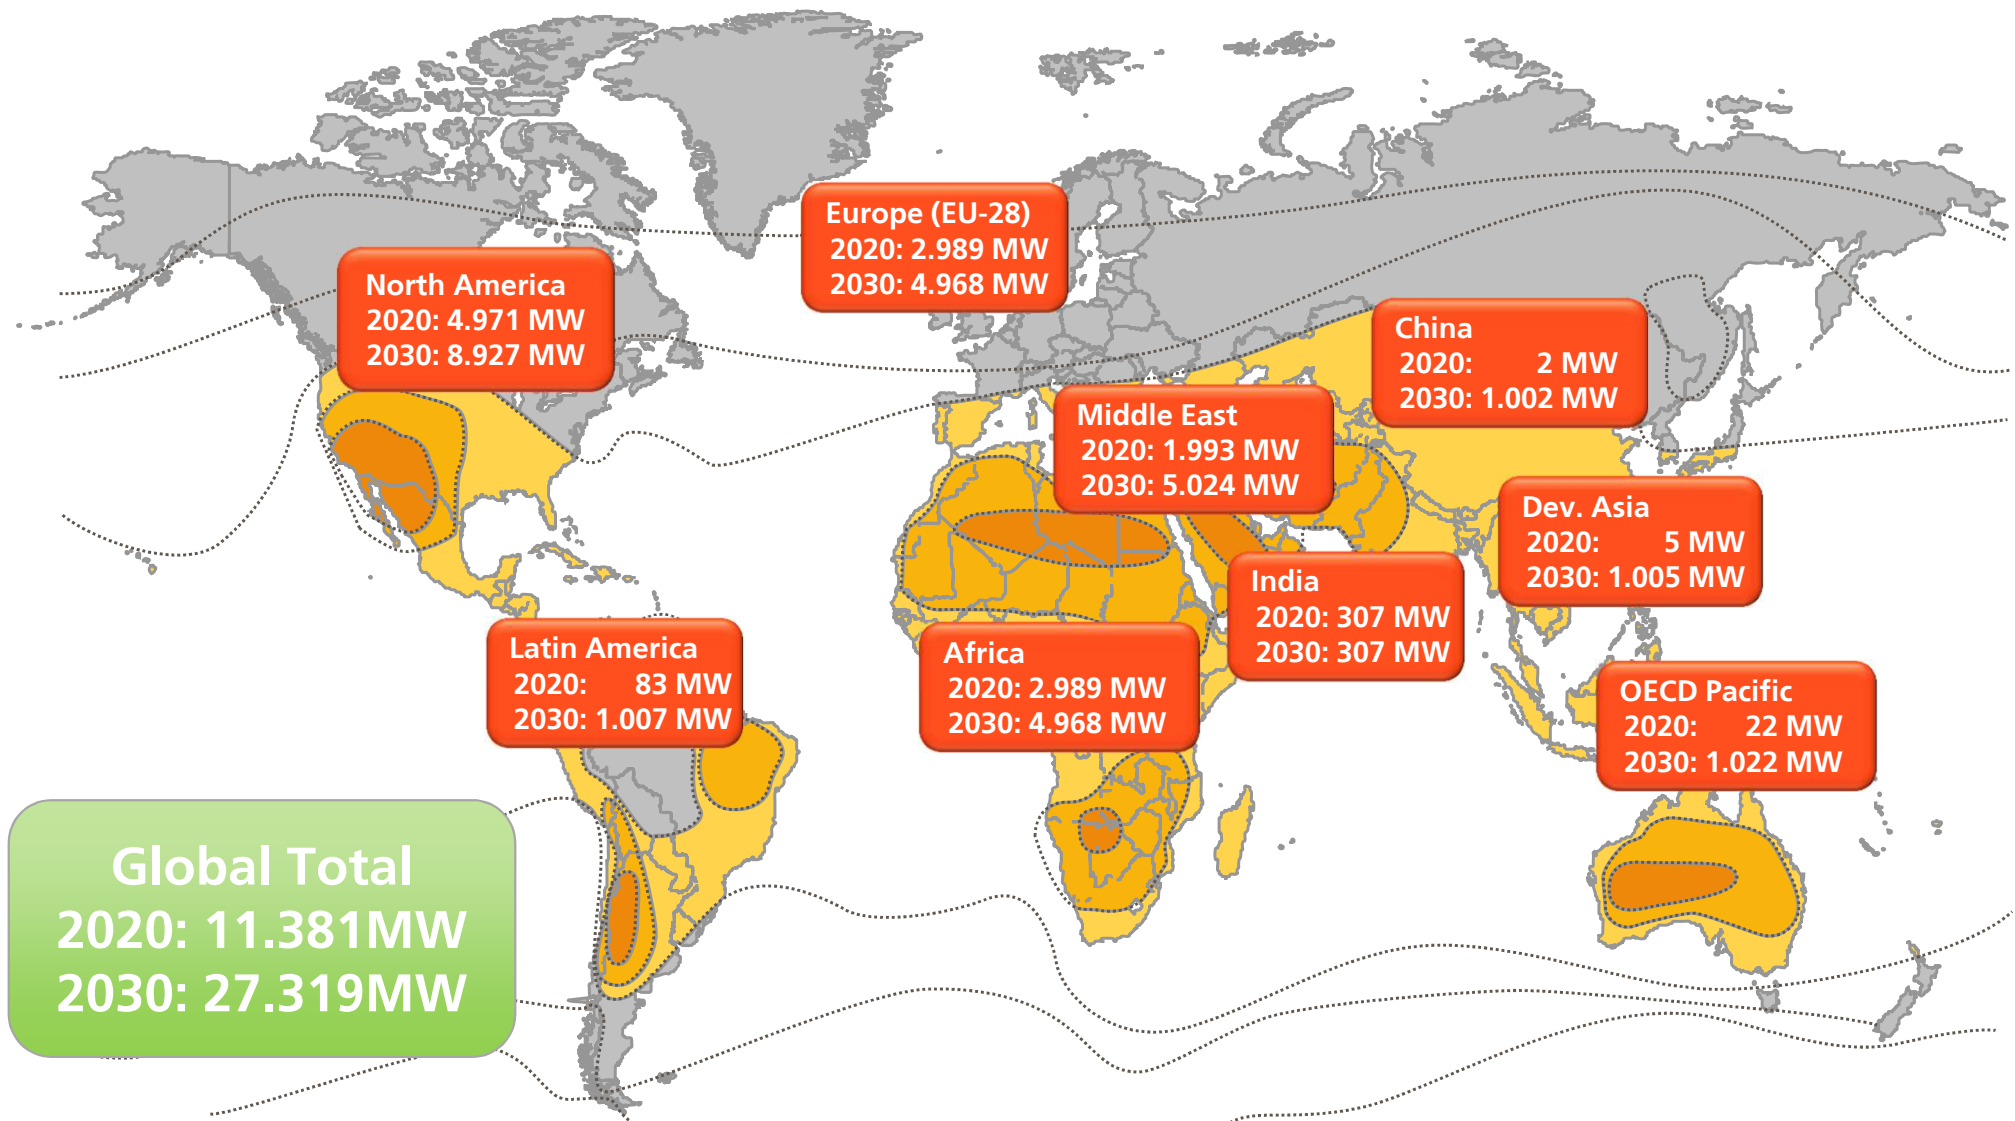 Europe (EU-28)
2020: 2.989 MW
2030: 4.968 MW
North America
2020: 4.971 MW
2030: 8.927 MW
China
2020: 2 MW
2030: 1.002 MW
Middle East
2020: 1.993 MW
2030: 5.024 MW
Dev. Asia
2020: 5 MW
2030: 1.005 MW
India
2020: 307 MW
2030: 307 MW
Latin America
2020: 83 MW
2030: 1.007 MW
Africa
2020: 2.989 MW
2030: 4.968 MW
OECD Pacific
2020: 22 MW
2030: 1.022 MW
Global Total
2020: 11.381MW
2030: 27.319MW